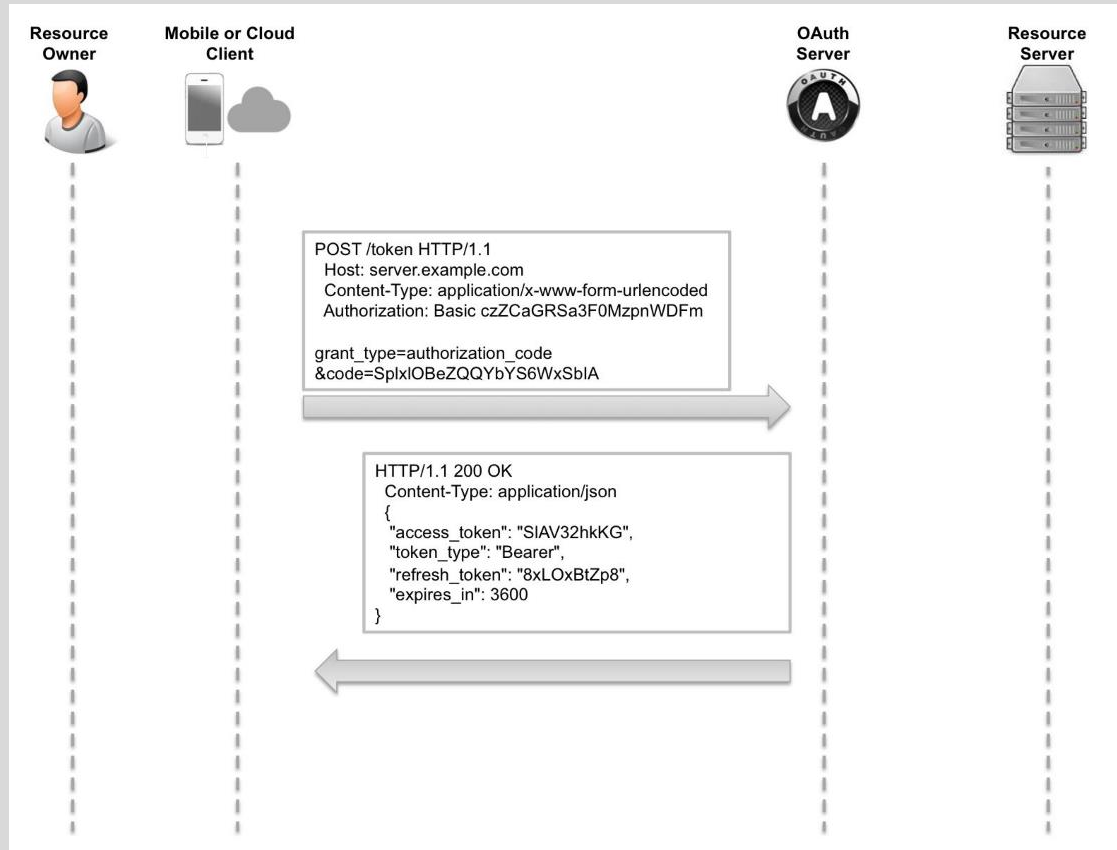 Resource
Owner
Mobile or Cloud
Client
OAuth
Server
Resource
Server
OAUTH
A
AUTH
POST /token HTTP/1.1
Host: server.example.com
Content-Type: application/x-www-form-urlencoded
Authorization: Basic czZCaGRSa3F0MzpnWDFm
grant_type=authorization_code
&code=SplxlOBeZQQYbYS6WxSbIA
HTTP/1.1 200 OK
Content-Type: application/json
{
"access_token": "SlAV32hkKG",
"token_type": "Bearer",
"refresh_token": "8xLOxBtZp8",
"expires_in": 3600
}